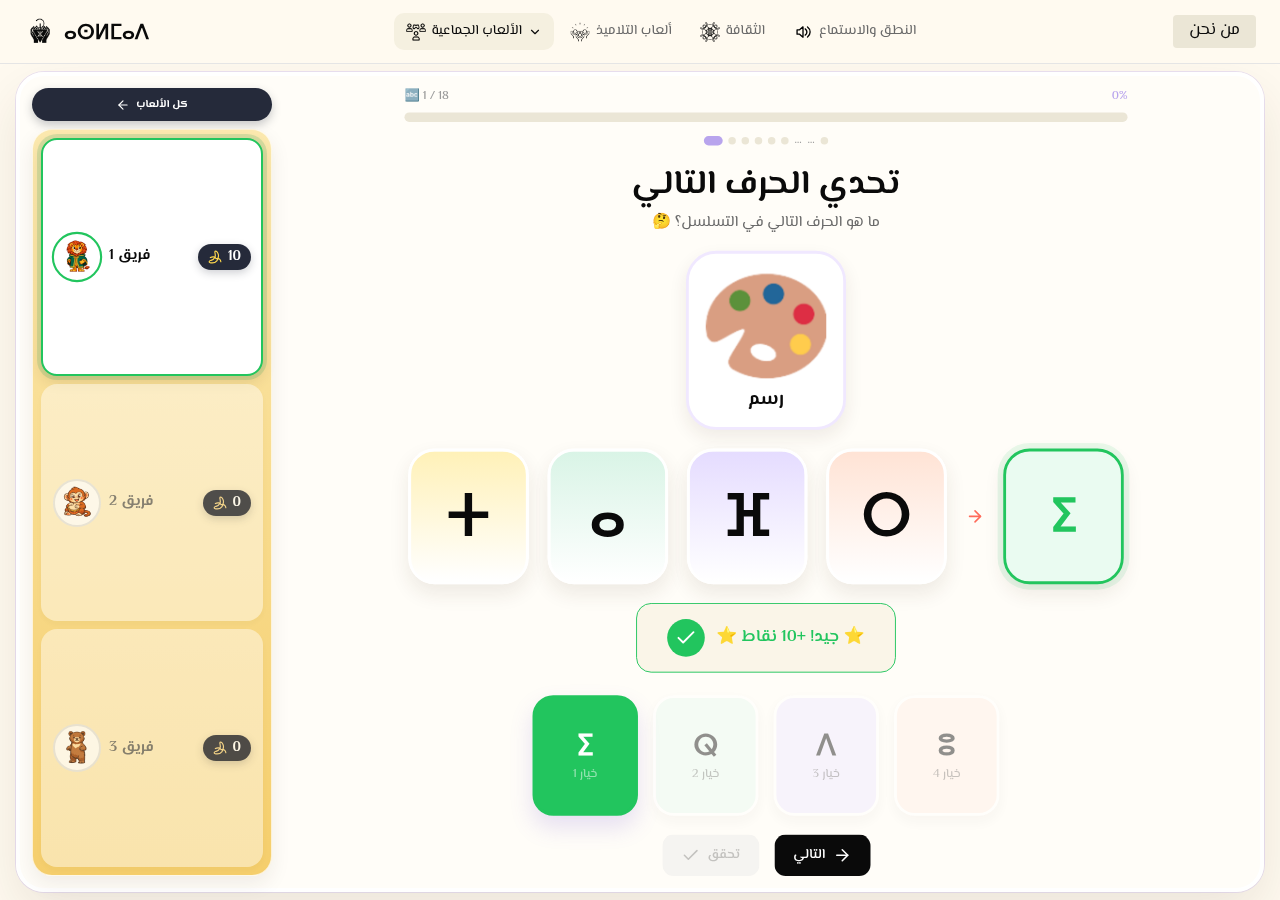 ⴰⵙⵍⵎⴰⴷ
الألعاب الجماعية
ألعاب التلاميذ
الثقافة
النطق والاستماع
من نحن
كل الألعاب
فريق 1
10
فريق 2
0
فريق 3
0
1 / 18
0%
... ...
تحدي الحرف التالي
ما هو الحرف التالي في التسلسل؟ 🤔
رسم
ⵜ ⴰ ⴼ ⵔ → ⵉ
⭐ جيد! +10 نقاط ⭐
ⵉ
خيار 1
ⵕ
خيار 2
ⴷ
خيار 3
ⵓ
خيار 4
تحقق
التالي